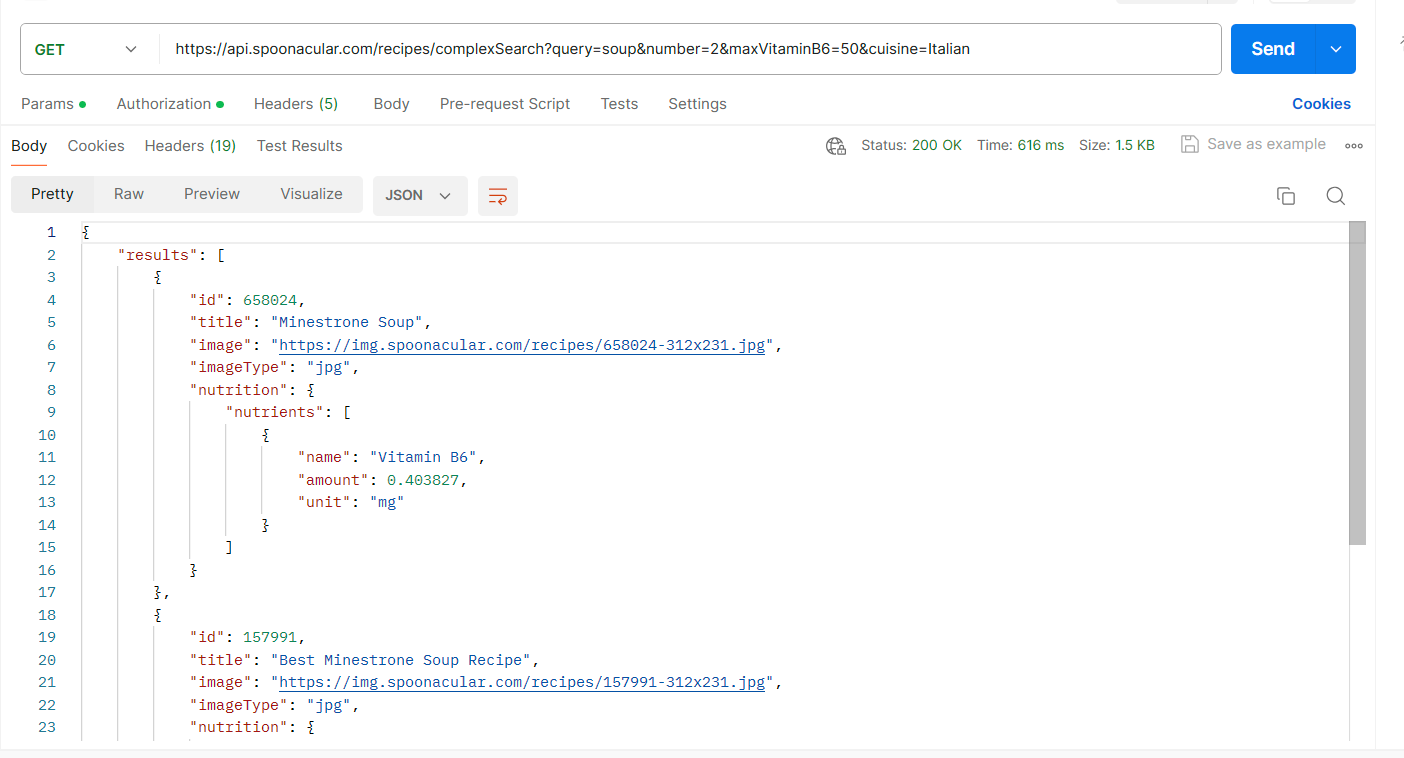 GET https://api.spoonacular.com/recipes/complexSearch?query=soup&number=2&maxVitaminB6=50&cuisine=Italian Send
Params Authorization Headers (5) Body Pre-request Script Tests Settings Cookies
Body Cookies Headers (19) Test Results Status: 200 OK Time: 616 ms Size: 1.5 KB Save as example
Pretty Raw Preview Visualize JSON
1 {
2 "results": [
3 {
4 "id": 658024,
5 "title": "Minestrone Soup",
6 "image": "https://img.spoonacular.com/recipes/658024-312x231.jpg",
7 "imageType": "jpg",
8 "nutrition": {
9 "nutrients": [
10 {
11 "name": "Vitamin B6",
12 "amount": 0.403827,
13 "unit": "mg"
14 }
15 ]
16 }
17 },
18 {
19 "id": 157991,
20 "title": "Best Minestrone Soup Recipe",
21 "image": "https://img.spoonacular.com/recipes/157991-312x231.jpg",
22 "imageType": "jpg",
23 "nutrition": {